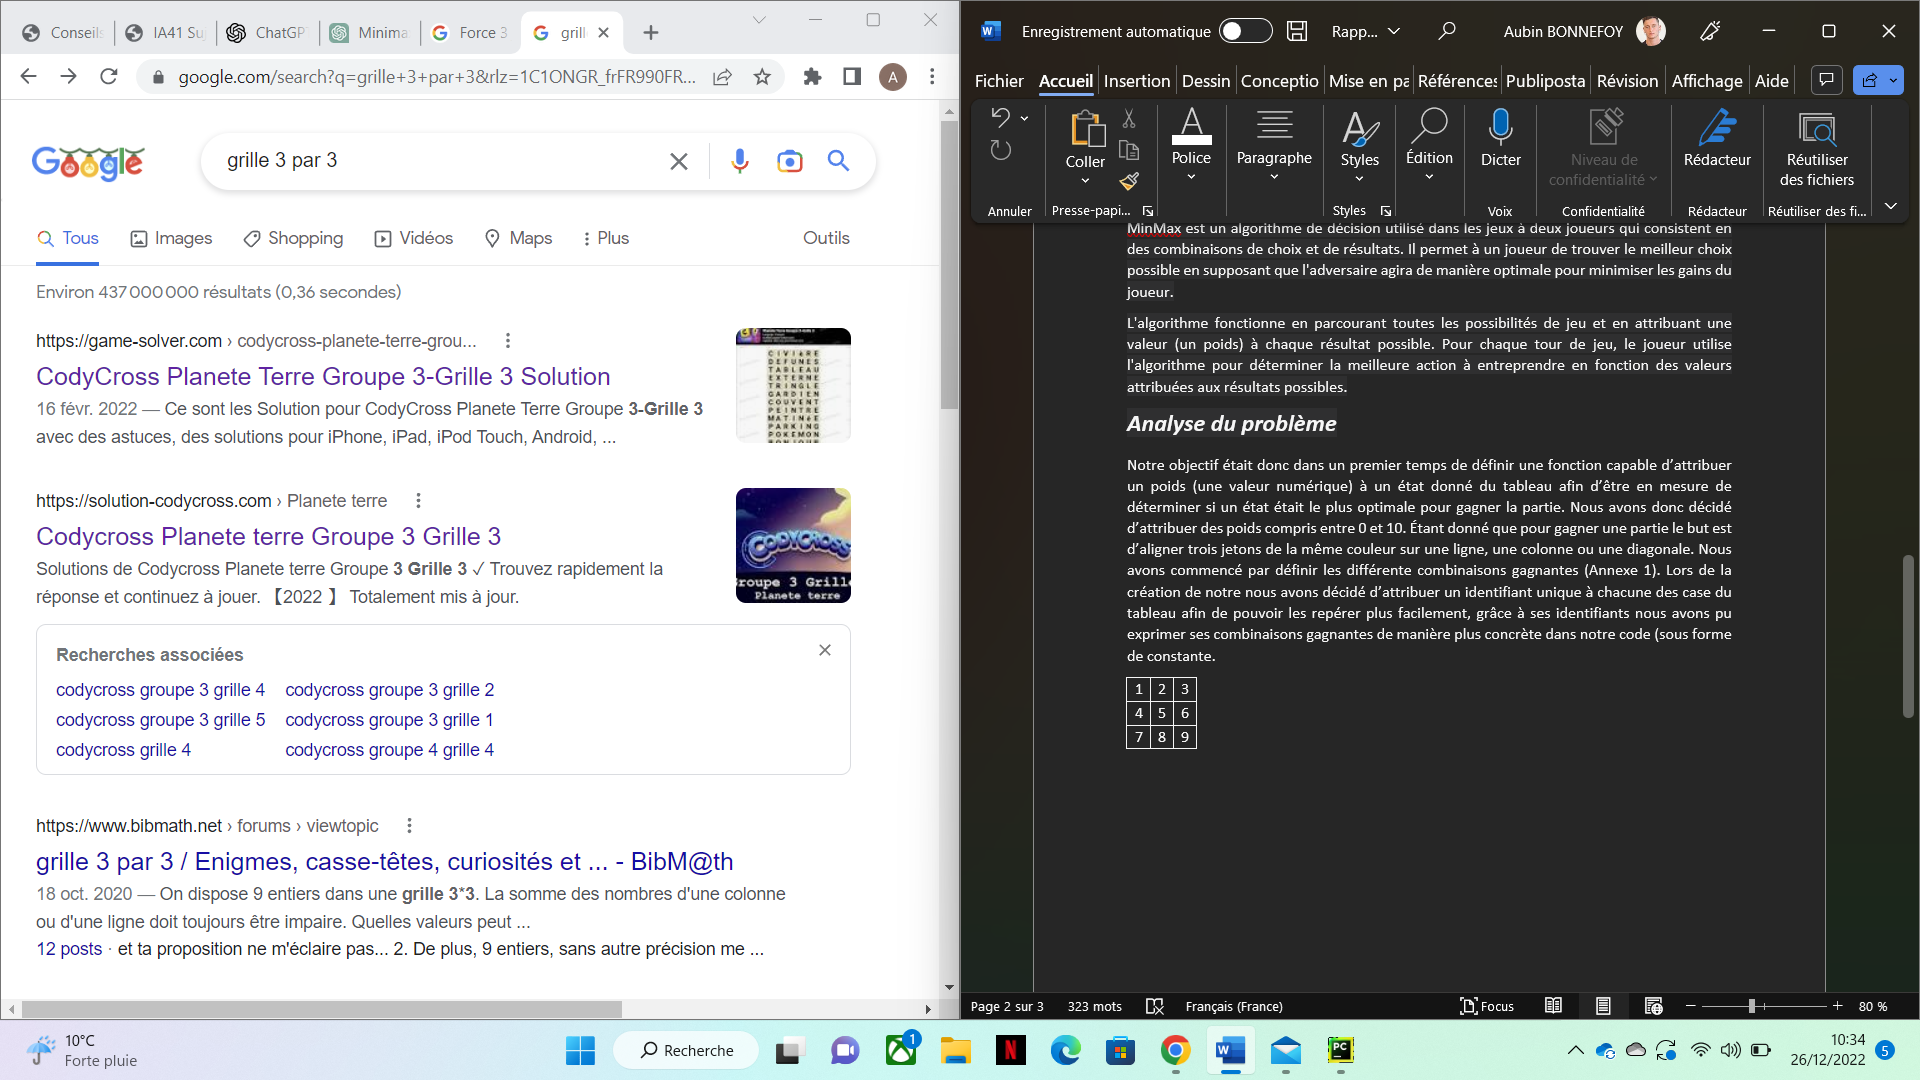 Conseils
IA41 Su
ChatGP
Minima
Force 3
grill
google.com/search?q=grille+3+par+3&rlz=1C1ONGR_frFR990FR...
A
Google
grille 3 par 3
Tous
Images
Shopping
Vidéos
Maps
Plus
Outils
Environ 437 000 000 résultats (0,36 secondes)
https://game-solver.com › codycross-planete-terre-grou...
CodyCross Planete Terre Groupe 3-Grille 3 Solution
16 févr. 2022 — Ce sont les Solution pour CodyCross Planete Terre Groupe 3-Grille 3
avec des astuces, des solutions pour iPhone, iPad, iPod Touch, Android, ...
CIVIÈRE
DEFUNES
TABLEAU
EXTERNE
TRINGLE
GARDIEN
COUVENT
PEINTRE
MATINÉE
PARKING
POKEMON
https://solution-codycross.com › Planete terre
Codycross Planete terre Groupe 3 Grille 3
Solutions de Codycross Planete terre Groupe 3 Grille 3 ✓ Trouvez rapidement la
réponse et continuez à jouer. 【2022 】 Totalement mis à jour.
CODYCROSS
Groupe 3 Grille
Planete terre
Recherches associées
codycross groupe 3 grille 4
codycross groupe 3 grille 2
codycross groupe 3 grille 5
codycross groupe 3 grille 1
codycross grille 4
codycross groupe 4 grille 4
https://www.bibmath.net › forums › viewtopic
grille 3 par 3 / Enigmes, casse-têtes, curiosités et ... - BibM@th
18 oct. 2020 — On dispose 9 entiers dans une grille 3*3. La somme des nombres d'une colonne
ou d'une ligne doit toujours être impaire. Quelles valeurs peut ...
12 posts · et ta proposition ne m'éclaire pas... 2. De plus, 9 entiers, sans autre précision me ...
Enregistrement automatique
Rapp...
Aubin BONNEFOY
Fichier
Accueil
Insertion
Dessin
Conceptio
Mise en pa
Références
Publiposta
Révision
Affichage
Aide
Coller
Police
Paragraphe
Styles
Édition
Dicter
Niveau de
confidentialité
Rédacteur
Réutiliser
des fichiers
Annuler
Presse-papi...
Styles
Voix
Confidentialité
Rédacteur
Réutiliser des fi...
MinMax est un algorithme de décision utilisé dans les jeux à deux joueurs qui consistent en
des combinaisons de choix et de résultats. Il permet à un joueur de trouver le meilleur choix
possible en supposant que l'adversaire agira de manière optimale pour minimiser les gains du
joueur.
L'algorithme fonctionne en parcourant toutes les possibilités de jeu et en attribuant une
valeur (un poids) à chaque résultat possible. Pour chaque tour de jeu, le joueur utilise
l'algorithme pour déterminer la meilleure action à entreprendre en fonction des valeurs
attribuées aux résultats possibles.
Analyse du problème
Notre objectif était donc dans un premier temps de définir une fonction capable d’attribuer
un poids (une valeur numérique) à un état donné du tableau afin d’être en mesure de
déterminer si un état était le plus optimale pour gagner la partie. Nous avons donc décidé
d’attribuer des poids compris entre 0 et 10. Étant donné que pour gagner une partie le but est
d’aligner trois jetons de la même couleur sur une ligne, une colonne ou une diagonale. Nous
avons commencé par définir les différente combinaisons gagnantes (Annexe 1). Lors de la
création de notre nous avons décidé d’attribuer un identifiant unique à chacune des case du
tableau afin de pouvoir les repérer plus facilement, grâce à ses identifiants nous avons pu
exprimer ses combinaisons gagnantes de manière plus concrète dans notre code (sous forme
de constante.
1 2 3
4 5 6
7 8 9
Page 2 sur 3
323 mots
Français (France)
Focus
80 %
10°C
Forte pluie
Recherche
1
N
W
PC
10:34
26/12/2022
5